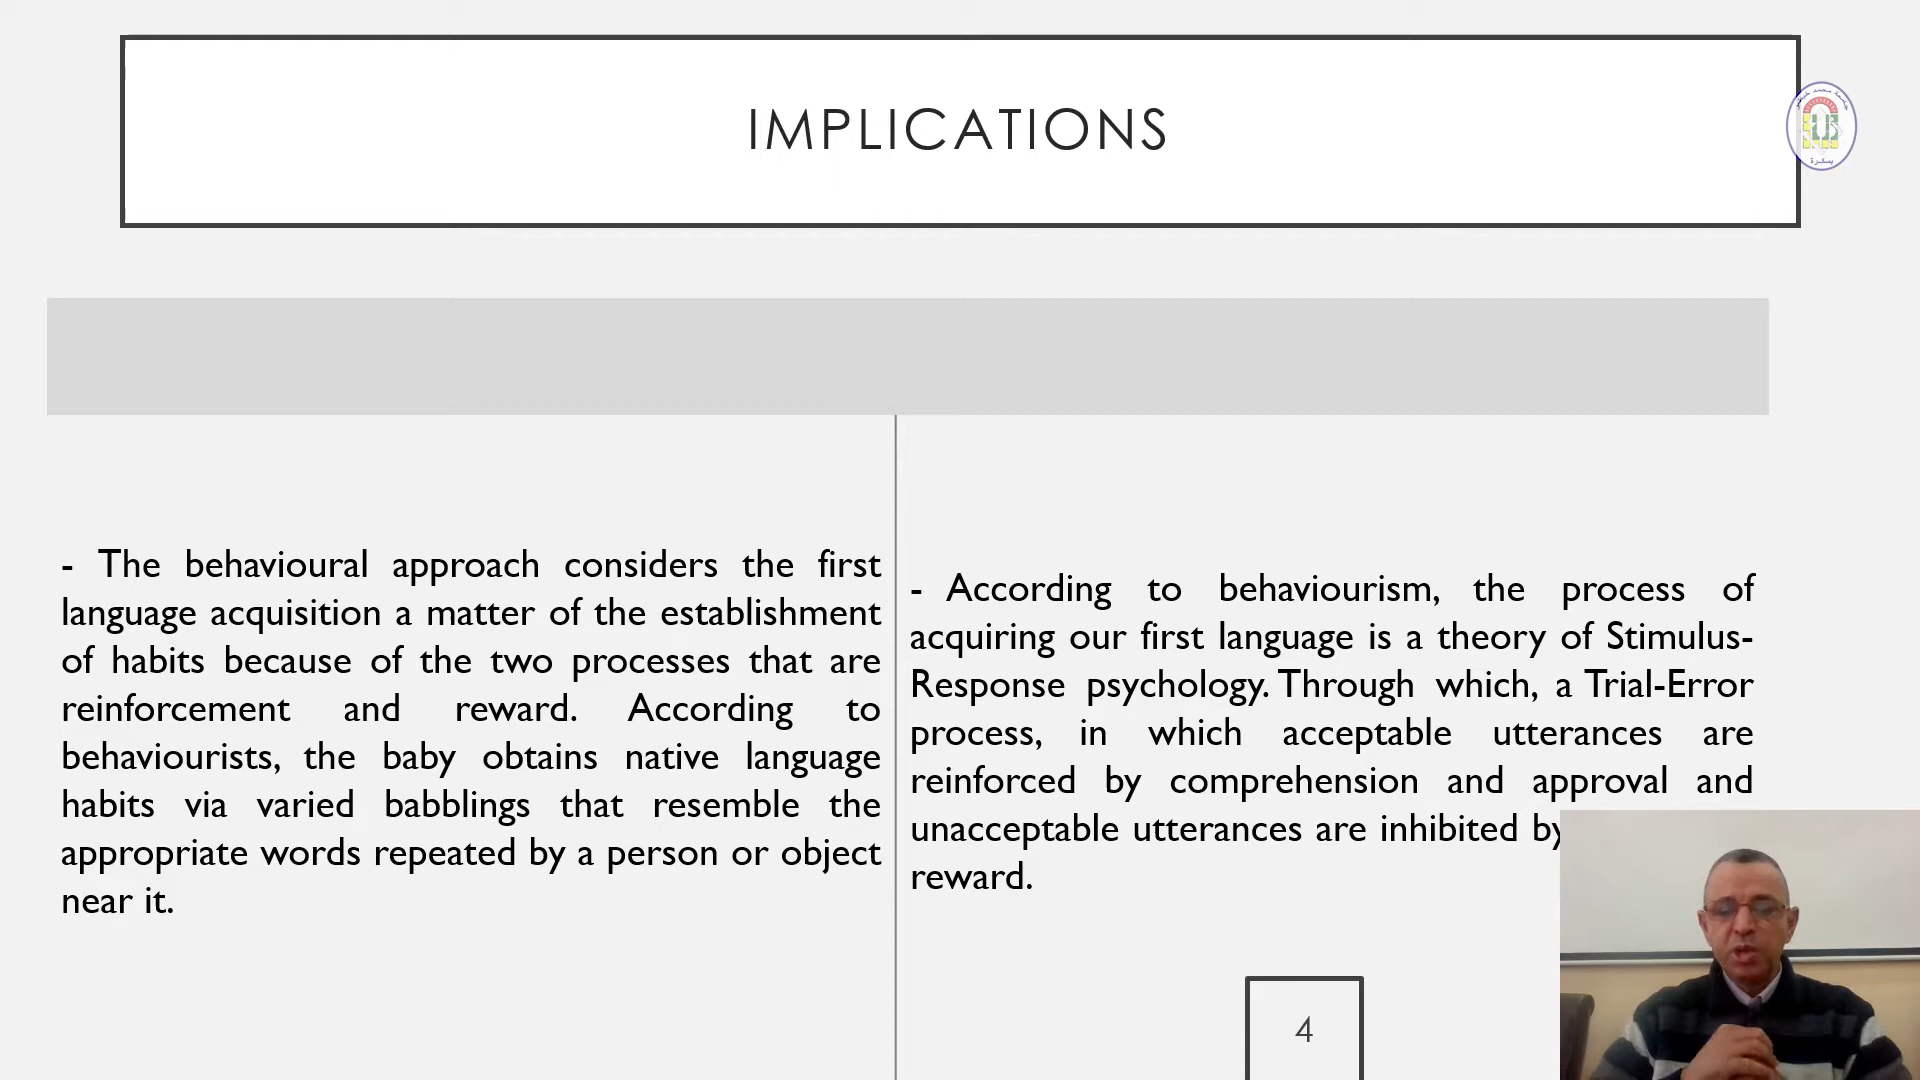 IMPLICATIONS
جامعة محمد خيضر
بسكرة
- The behavioural approach considers the first
language acquisition a matter of the establishment
of habits because of the two processes that are
reinforcement and reward. According to
behaviourists, the baby obtains native language
habits via varied babblings that resemble the
appropriate words repeated by a person or object
near it.
- According to behaviourism, the process of
acquiring our first language is a theory of Stimulus-
Response psychology. Through which, a Trial-Error
process, in which acceptable utterances are
reinforced by comprehension and approval and
unacceptable utterances are inhibited by
reward.
4